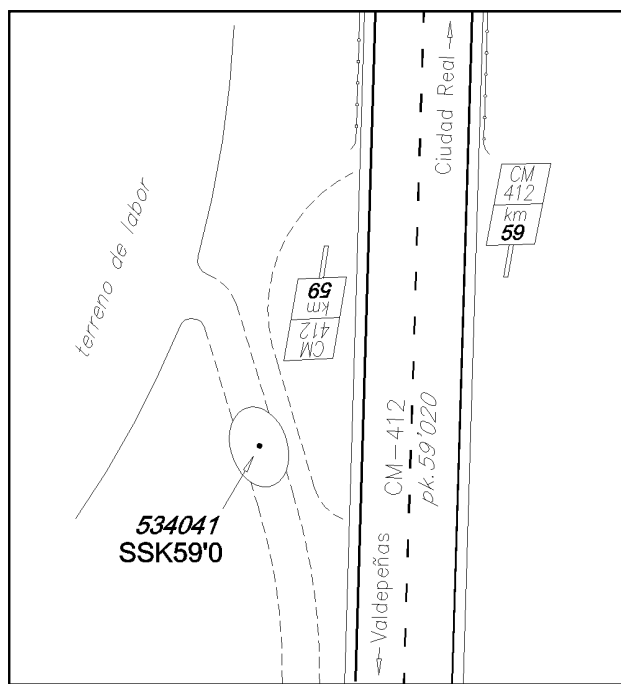 Ciudad Real
CM
412
km
59
terreno de labor
CM
412
km
59
CM-412
pk.59'020
534041
SSK59'0
Valdepeñas